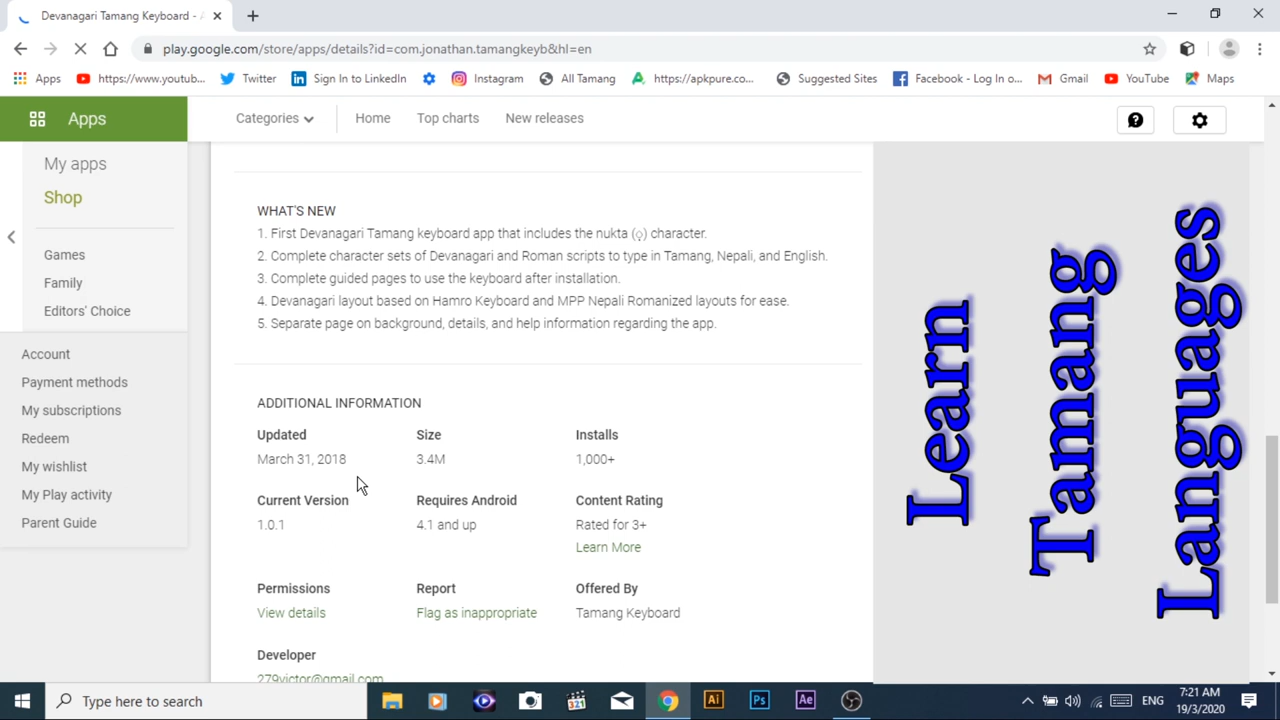 Devanagari Tamang Keyboard - A
play.google.com/store/apps/details?id=com.jonathan.tamangkeyb&hl=en
Apps https://www.youtub... Twitter Sign In to LinkedIn Instagram All Tamang https://apkpure.co... Suggested Sites Facebook - Log In o... Gmail YouTube Maps
Apps
Categories Home Top charts New releases
My apps
Shop
Games
Family
Editors' Choice
Account
Payment methods
My subscriptions
Redeem
My wishlist
My Play activity
Parent Guide
WHAT'S NEW
1. First Devanagari Tamang keyboard app that includes the nukta (़) character.
2. Complete character sets of Devanagari and Roman scripts to type in Tamang, Nepali, and English.
3. Complete guided pages to use the keyboard after installation.
4. Devanagari layout based on Hamro Keyboard and MPP Nepali Romanized layouts for ease.
5. Separate page on background, details, and help information regarding the app.
ADDITIONAL INFORMATION
Updated Size Installs
March 31, 2018 3.4M 1,000+
Current Version Requires Android Content Rating
1.0.1 4.1 and up Rated for 3+
Learn More
Permissions Report Offered By
View details Flag as inappropriate Tamang Keyboard
Developer
279victor@gmail.com
Learn
Tamang
Languages
Type here to search
321
Ai Ps Ae
ENG
7:21 AM
19/3/2020